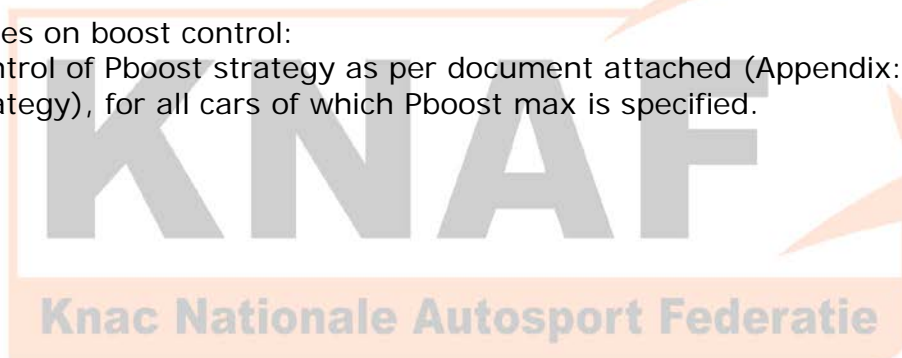 es on boost control:
ntrol of Pboost strategy as per document attached (Appendix:
ategy), for all cars of which Pboost max is specified.
KNAF
Knac Nationale Autosport Federatie